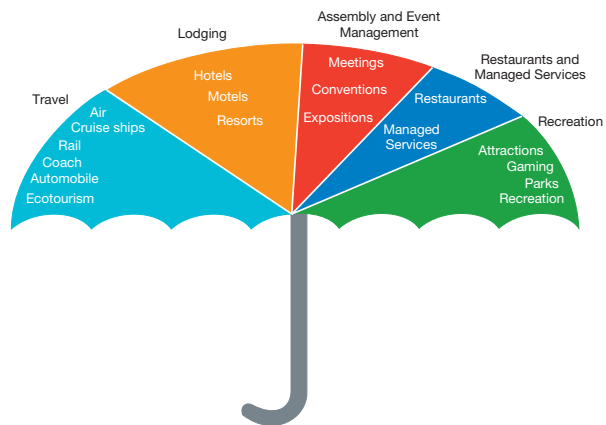 Assembly and Event
Management
Lodging
Restaurants and
Managed Services
Travel
Recreation
Air
Cruise ships
Rail
Coach
Automobile
Ecotourism
Hotels
Motels
Resorts
Meetings
Conventions
Expositions
Restaurants
Managed
Services
Attractions
Gaming
Parks
Recreation